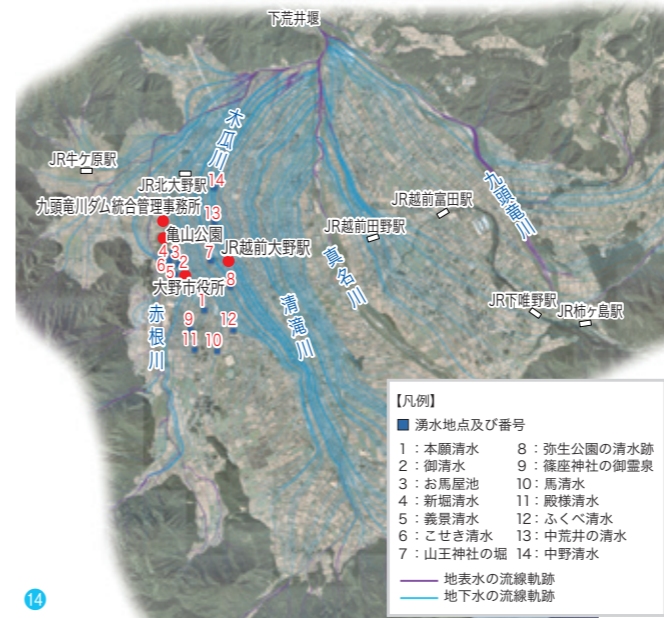 下荒井堰
木瓜川
JR牛ケ原駅
JR北大野駅
14
九頭竜川ダム統合管理事務所
13
JR越前富田駅
九頭竜川
亀山公園
JR越前田野駅
4
3
7
JR越前大野駅
6
5
2
8
真名川
大野市役所
1
赤根川
9
12
清滝川
11
10
JR下唯野駅
JR柿ケ島駅
【凡例】
湧水地点及び番号
1：本願清水
2：御清水
3：お馬屋池
4：新堀清水
5：義景清水
6：こせき清水
7：山王神社の堀
8：弥生公園の清水跡
9：篠座神社の御霊泉
10：馬清水
11：殿様清水
12：ふくべ清水
13：中荒井の清水
14：中野清水
地表水の流線軌跡
地下水の流線軌跡
14